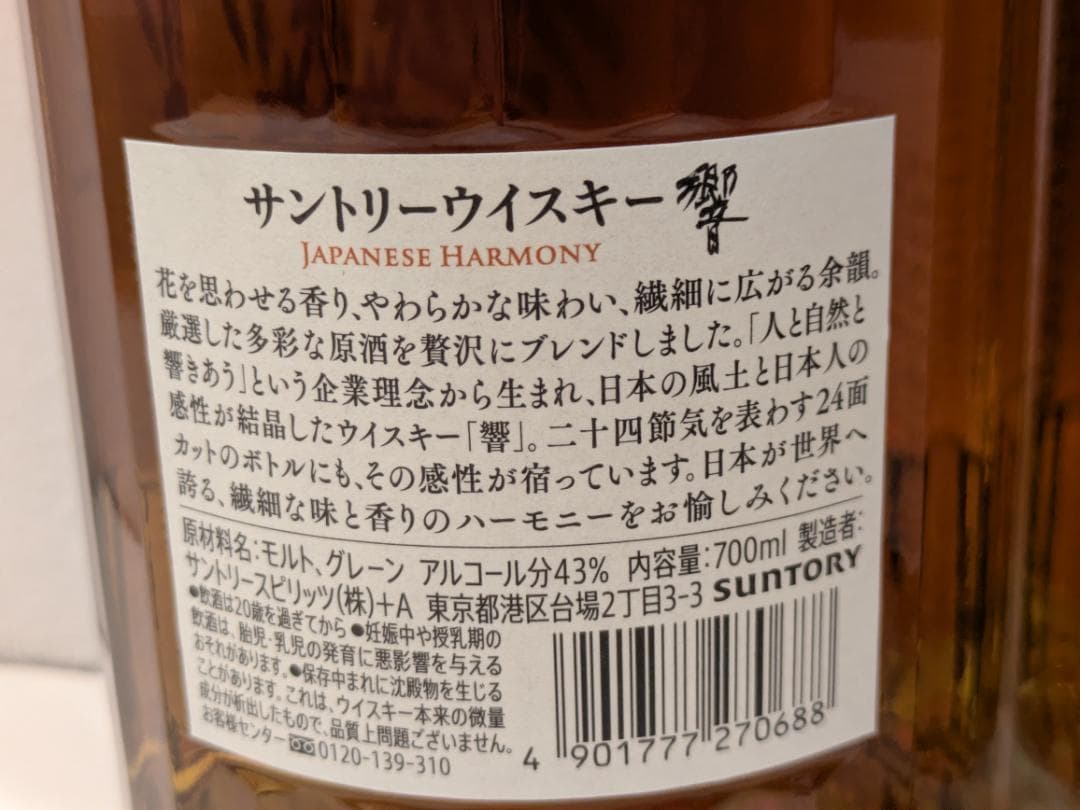 サントリーウイスキー 響
JAPANESE HARMONY
花を思わせる香り、やわらかな味わい、繊細に広がる余韻。
厳選した多彩な原酒を贅沢にブレンドしました。「人と自然と
響きあう」という企業理念から生まれ、日本の風土と日本人の
感性が結晶したウイスキー「響」。二十四節気を表わす24面
カットのボトルにも、その感性が宿っています。日本が世界へ
誇る、繊細な味と香りのハーモニーをお愉しみください。
原材料名:モルト、グレーン アルコール分43% 内容量:700ml 製造者:
サントリースピリッツ(株)+A 東京都港区台場2丁目3-3 SUNTORY
●飲酒は20歳を過ぎてから ●妊娠中や授乳期の
飲酒は、胎児・乳児の発育に悪影響を与える
おそれがあります。●保存中まれに沈殿物を生じる
ことがあります。これは、ウイスキー本来の微量
成分が析出したもので、品質上問題ございません。
お客様センター 0120-139-310
4 901777 270688